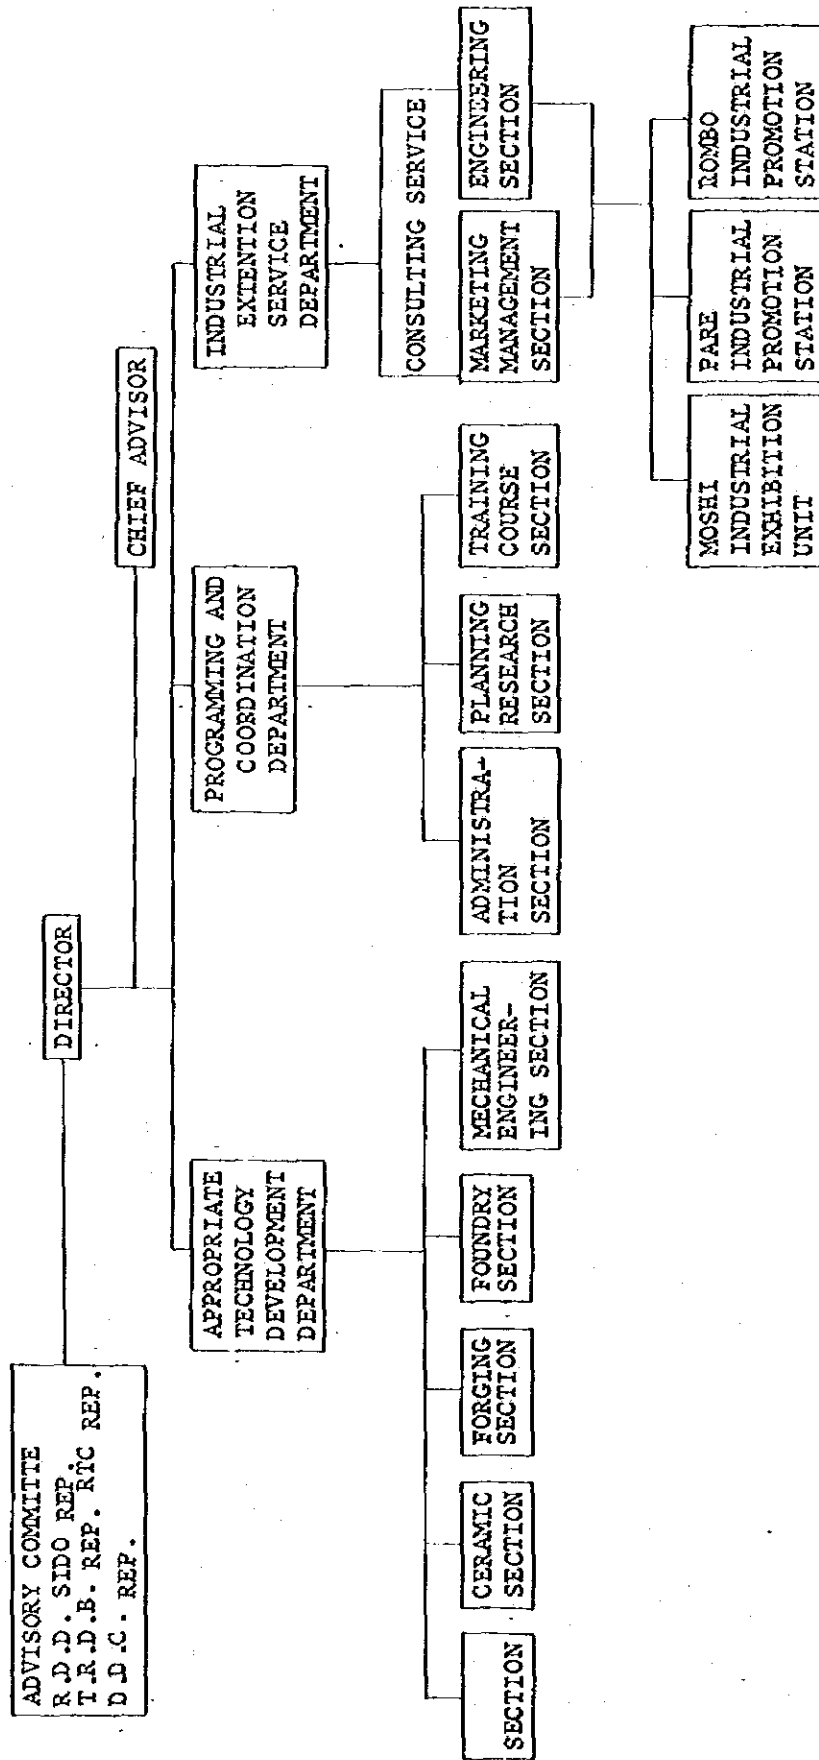 ADVISORY COMMITTE
R.D.D. SIDO REP.
T.R.D.B. REP. RTC REP.
D.D.C. REP.
DIRECTOR
CHIEF ADVISOR
APPROPRIATE
TECHNOLOGY
DEVELOPMENT
DEPARTMENT
PROGRAMMING AND
COORDINATION
DEPARTMENT
INDUSTRIAL
EXTENTION
SERVICE
DEPARTMENT
CONSULTING SERVICE
SECTION
CERAMIC
SECTION
FORGING
SECTION
FOUNDRY
SECTION
MECHANICAL
ENGINEER-
ING SECTION
ADMINISTRA-
TION
SECTION
PLANNING
RESEARCH
SECTION
TRAINING
COURSE
SECTION
MARKETING
MANAGEMENT
SECTION
ENGINEERING
SECTION
MOSHI
INDUSTRIAL
EXHIBITION
UNIT
PARE
INDUSTRIAL
PROMOTION
STATION
ROMBO
INDUSTRIAL
PROMOTION
STATION